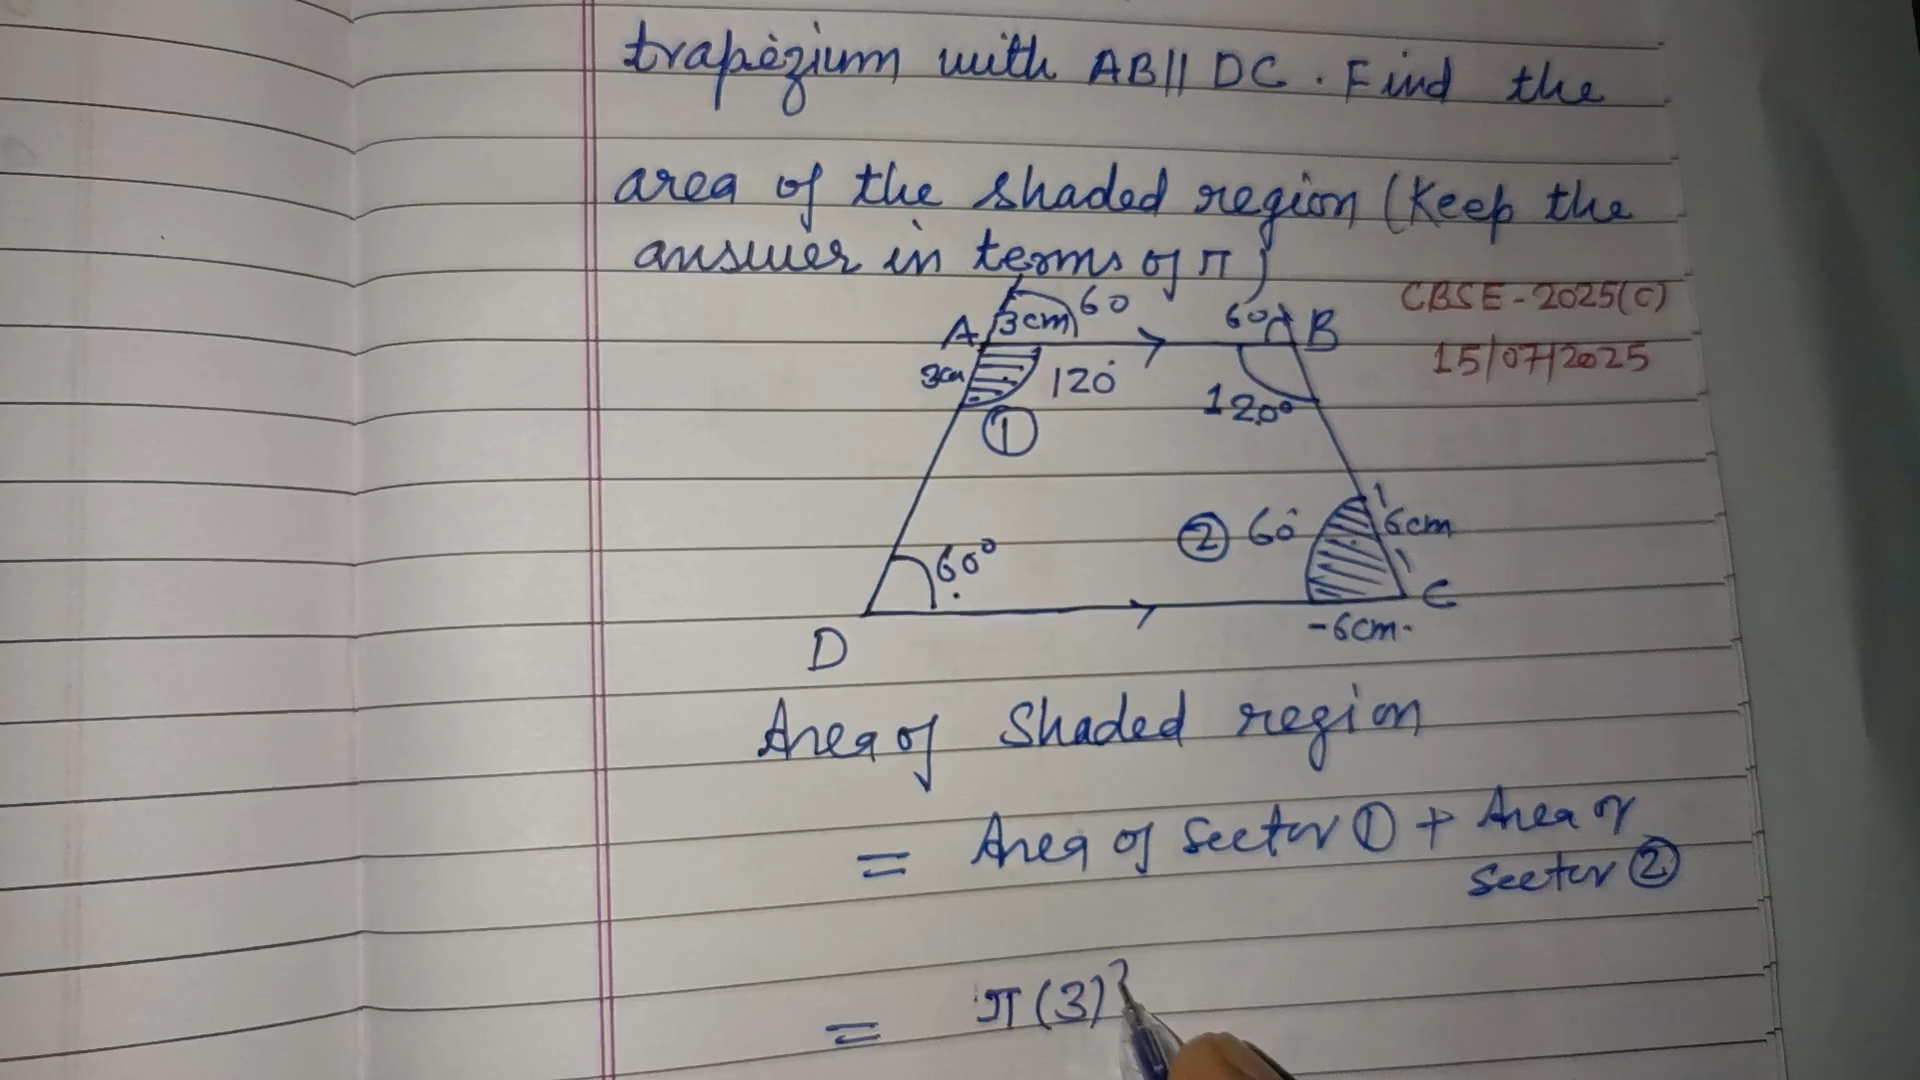 trapezium with AB||DC. Find the
area of the shaded region (Keep the
answer in terms of π)
CBSE-2025(C)
15/07/2025
A 3cm 60 60° B
3cm 120° 120°
①
② 60° 6cm
60°
D C
-6cm-
Area of Shaded region
= Area of Sector ① + Area of
Sector ②
= π(3)²